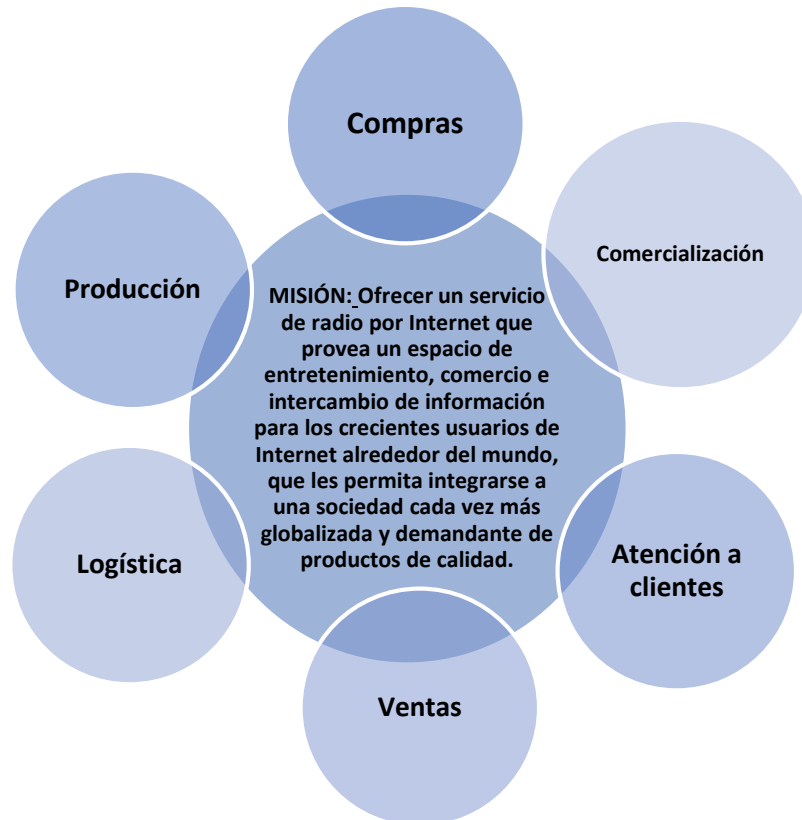 Compras
Comercialización
Producción
MISIÓN: Ofrecer un servicio
de radio por Internet que
provea un espacio de
entretenimiento, comercio e
intercambio de información
para los crecientes usuarios de
Internet alrededor del mundo,
que les permita integrarse a
una sociedad cada vez más
globalizada y demandante de
productos de calidad.
Logística
Atención a
clientes
Ventas